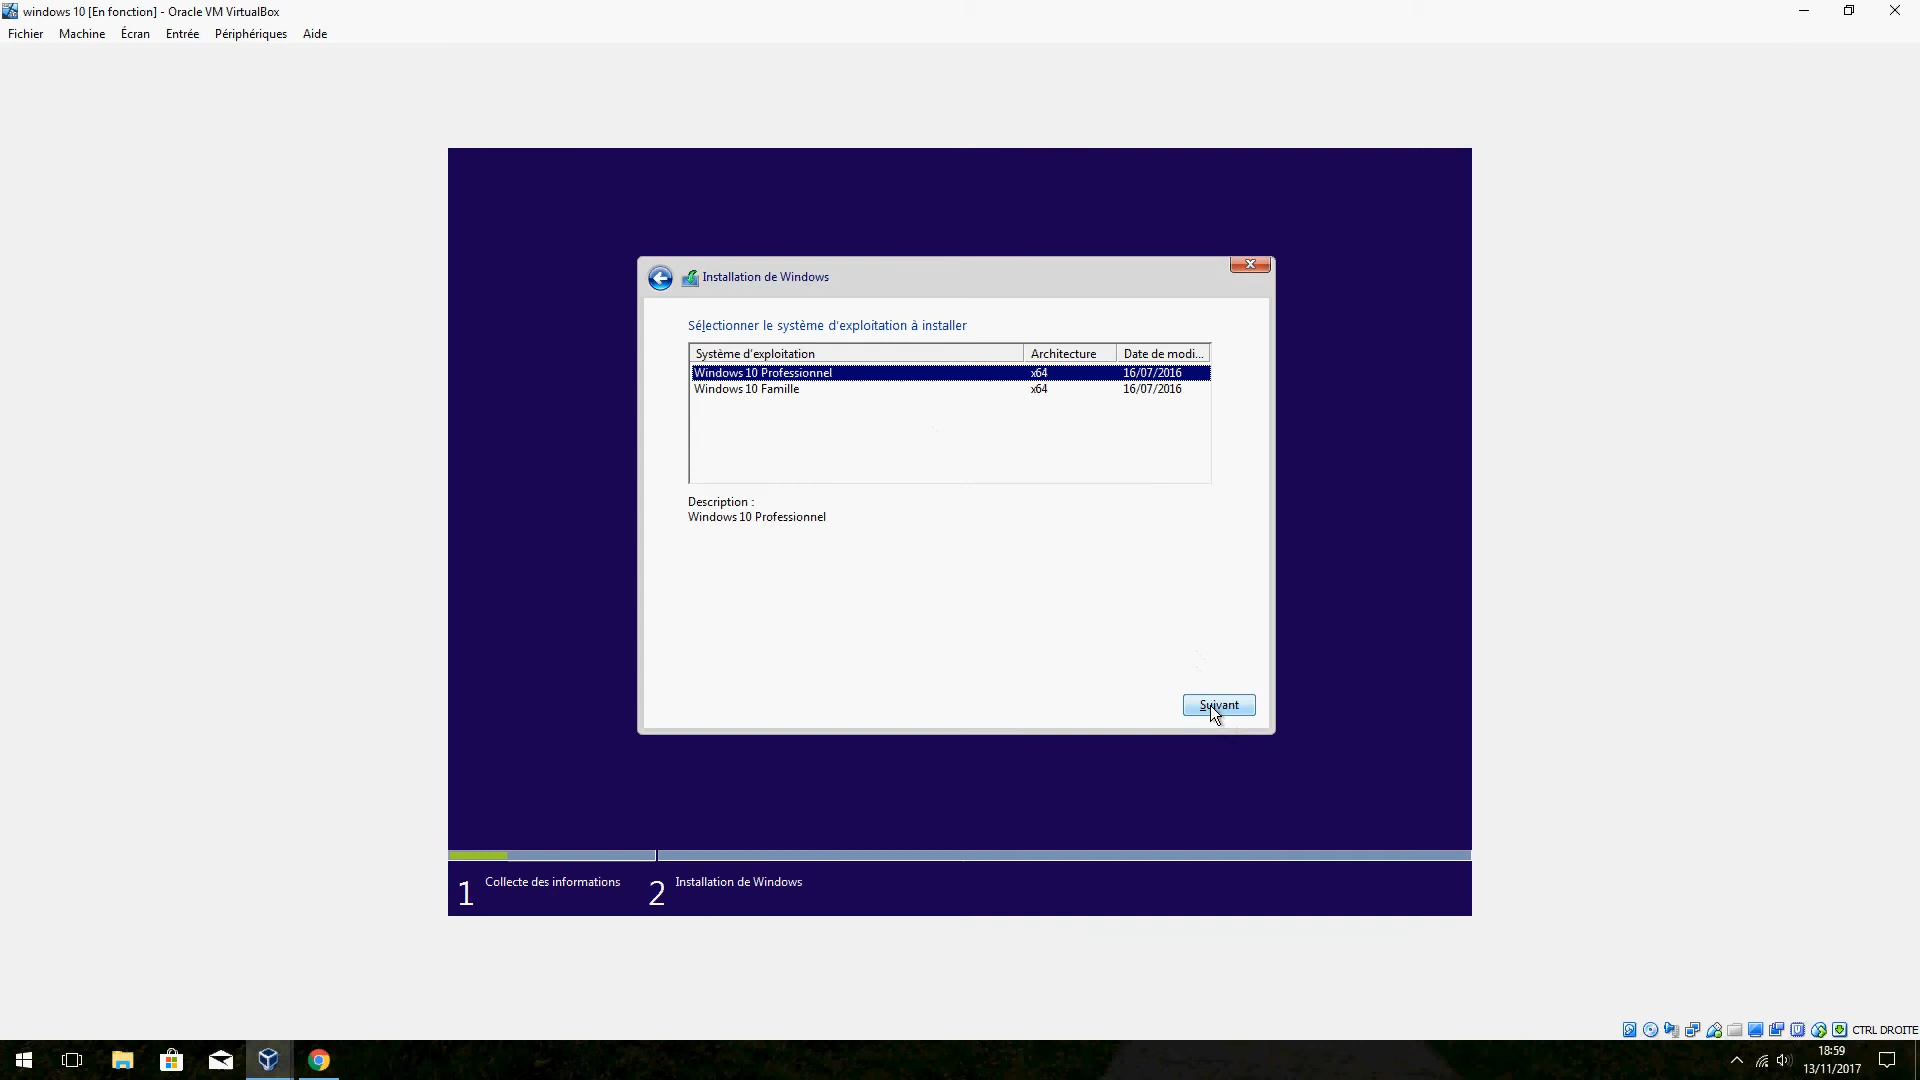 windows 10 [En fonction] - Oracle VM VirtualBox
Fichier Machine Écran Entrée Périphériques Aide
Installation de Windows
Sélectionner le système d'exploitation à installer
Système d'exploitation Architecture Date de modi...
Windows 10 Professionnel x64 16/07/2016
Windows 10 Famille x64 16/07/2016
Description :
Windows 10 Professionnel
Suivant
1 Collecte des informations 2 Installation de Windows
CTRL DROITE
18:59
13/11/2017